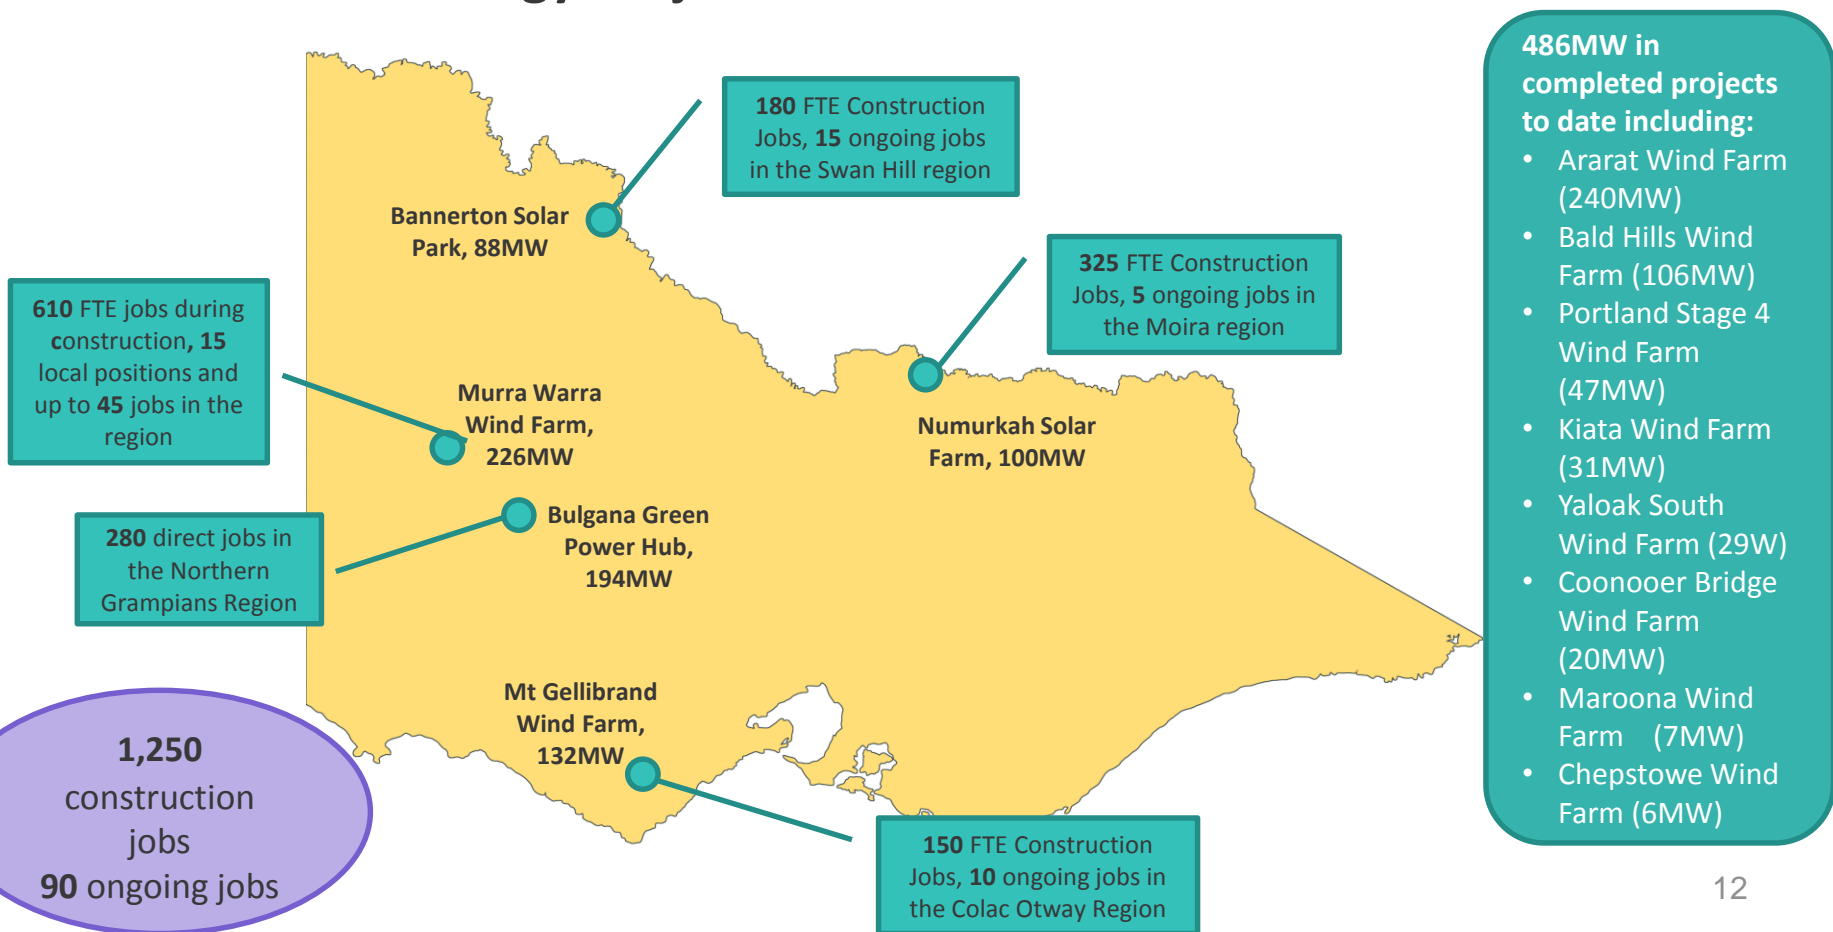 180 FTE Construction
Jobs, 15 ongoing jobs
in the Swan Hill region
Bannerton Solar
Park, 88MW
325 FTE Construction
Jobs, 5 ongoing jobs in
the Moira region
610 FTE jobs during
construction, 15
local positions and
up to 45 jobs in the
region
Murra Warra
Wind Farm,
226MW
Numurkah Solar
Farm, 100MW
280 direct jobs in
the Northern
Grampians Region
Bulgana Green
Power Hub,
194MW
Mt Gellibrand
Wind Farm,
132MW
1,250
construction
jobs
90 ongoing jobs
150 FTE Construction
Jobs, 10 ongoing jobs in
the Colac Otway Region
486MW in
completed projects
to date including:
• Ararat Wind Farm
(240MW)
• Bald Hills Wind
Farm (106MW)
• Portland Stage 4
Wind Farm
(47MW)
• Kiata Wind Farm
(31MW)
• Yaloak South
Wind Farm (29W)
• Coonooer Bridge
Wind Farm
(20MW)
• Maroona Wind
Farm (7MW)
• Chepstowe Wind
Farm (6MW)
12